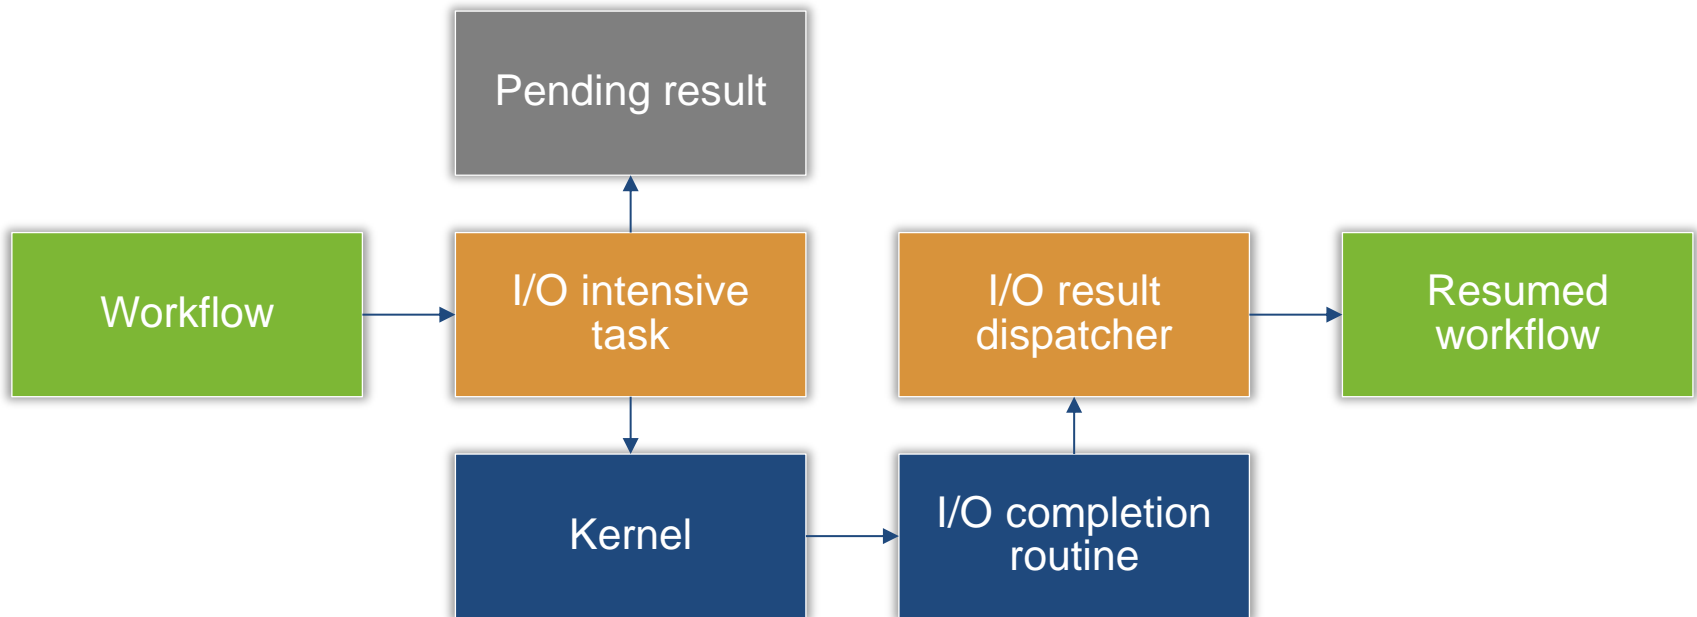 Pending result
Workflow
I/O intensive
task
I/O result
dispatcher
Resumed
workflow
Kernel
I/O completion
routine